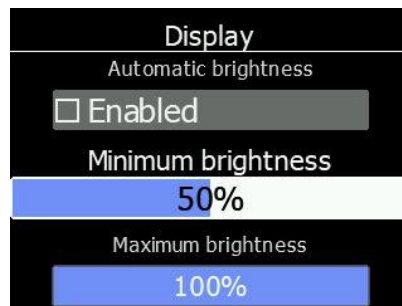 Display
Automatic brightness
Enabled
Minimum brightness
50%
Maximum brightness
100%